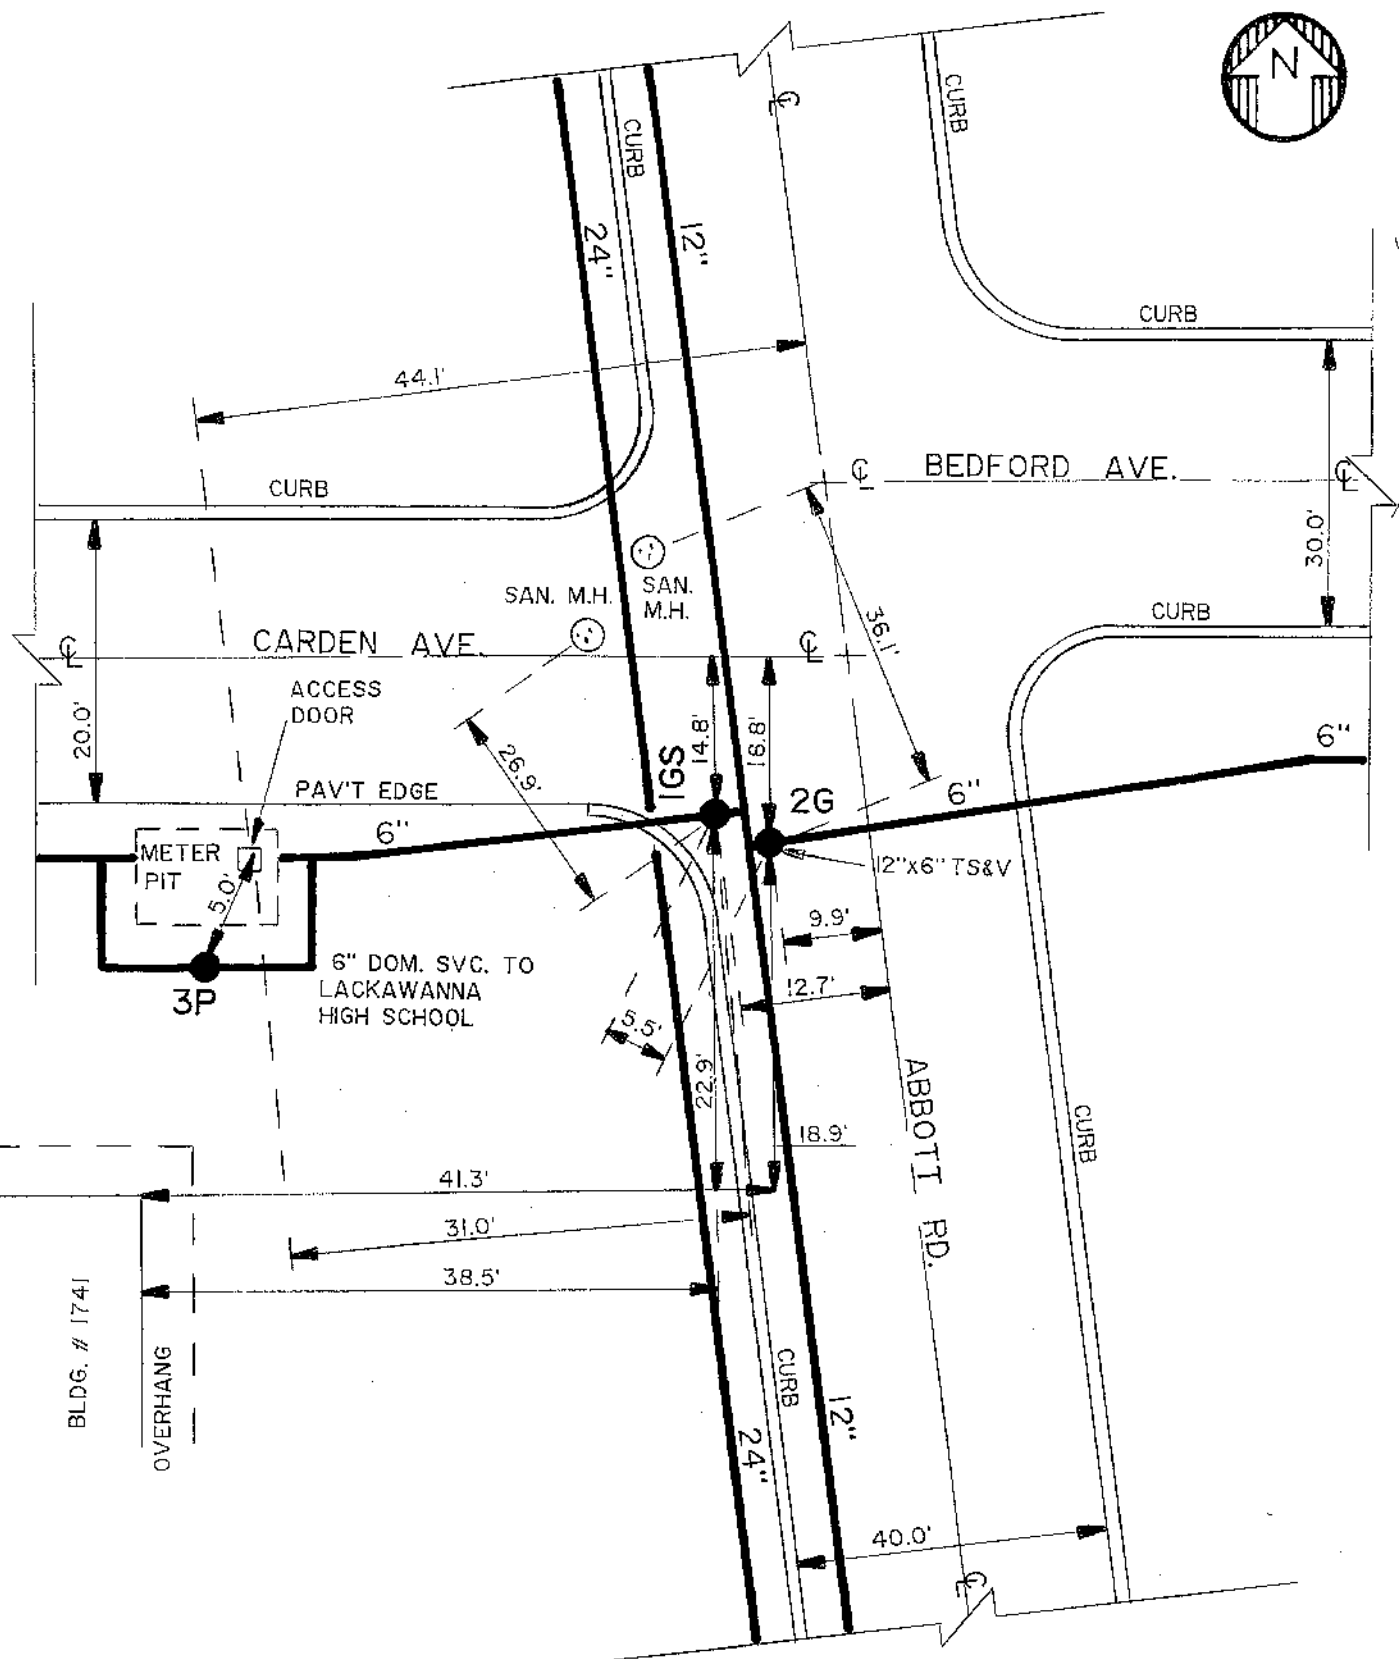 N
CURB
CURB
℄
24"
12"
CURB
44.1'
CURB
℄ BEDFORD AVE. ℄
30.0'
SAN. M.H.
SAN.
M.H.
CURB
36.1'
℄ CARDEN AVE. ℄
ACCESS
DOOR
20.0'
26.9'
1GS
14.8'
18.8'
6"
PAV'T EDGE
2G
6"
6"
METER
PIT
12"x6" TS&V
5.0'
9.9'
6" DOM. SVC. TO
LACKAWANNA
HIGH SCHOOL
3P
12.7'
5.5'
22.9'
ABBOTT RD.
CURB
18.9'
41.3'
31.0'
38.5'
BLDG. # 1741
OVERHANG
CURB
12"
24"
40.0'
℄